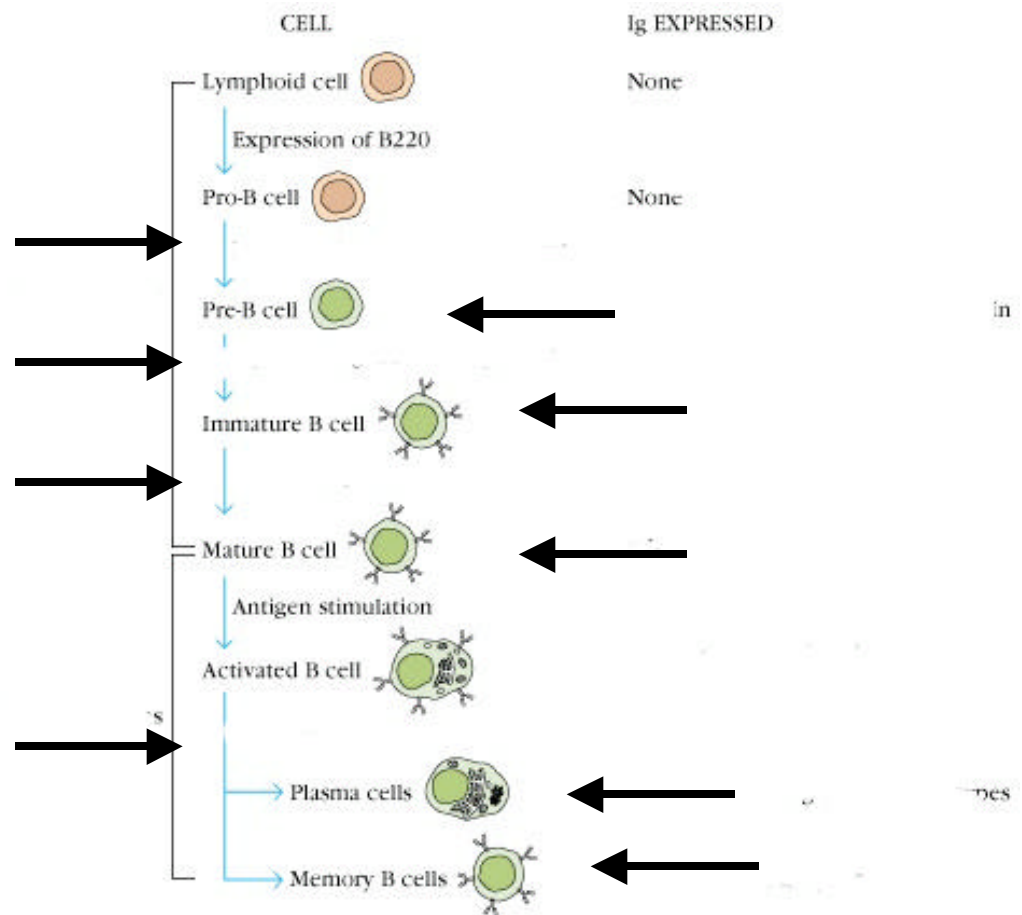 CELL Ig EXPRESSED
Lymphoid cell None
Expression of B220
Pro-B cell None
Pre-B cell in
Immature B cell
Mature B cell
Antigen stimulation
Activated B cell
Plasma cells
Memory B cells